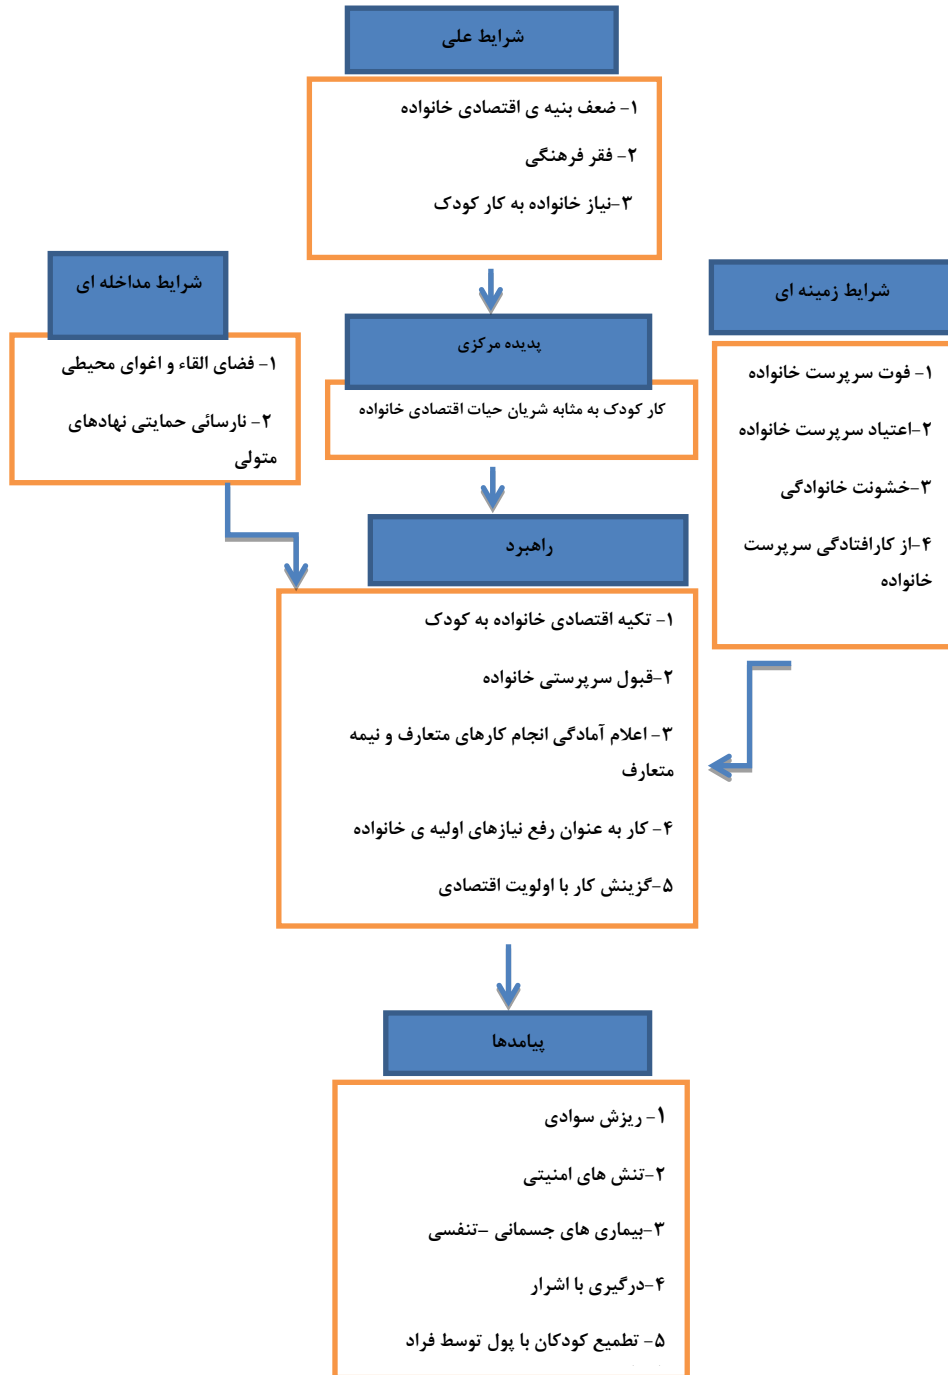 شرایط علی
۱- ضعف بنیه ی اقتصادی خانواده
۲- فقر فرهنگی
۳-نیاز خانواده به کار کودک
شرایط زمینه ای
۱- فوت سرپرست خانواده
۲-اعتیاد سرپرست خانواده
۳-خشونت خانوادگی
۴-از کارافتادگی سرپرست
خانواده
شرایط مداخله ای
۱- فضای القاء و اغوای محیطی
۲- نارسائی حمایتی نهادهای
متولی
پدیده مرکزی
کار کودک به مثابه شریان حیات اقتصادی خانواده
راهبرد
۱- تکیه اقتصادی خانواده به کودک
۲-قبول سرپرستی خانواده
۳- اعلام آمادگی انجام کارهای متعارف و نیمه
متعارف
۴- کار به عنوان رفع نیازهای اولیه ی خانواده
۵-گزینش کار با اولویت اقتصادی
پیامدها
۱- ریزش سوادی
۲-تنش های امنیتی
۳-بیماری های جسمانی –تنفسی
۴-درگیری با اشرار
۵- تطمیع کودکان با پول توسط فراد